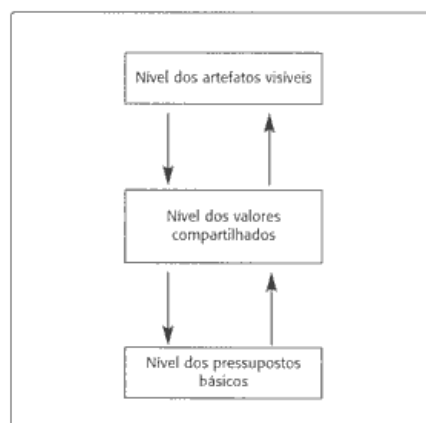 Nível dos artefatos visíveis
Nível dos valores
compartilhados
Nível dos pressupostos
básicos